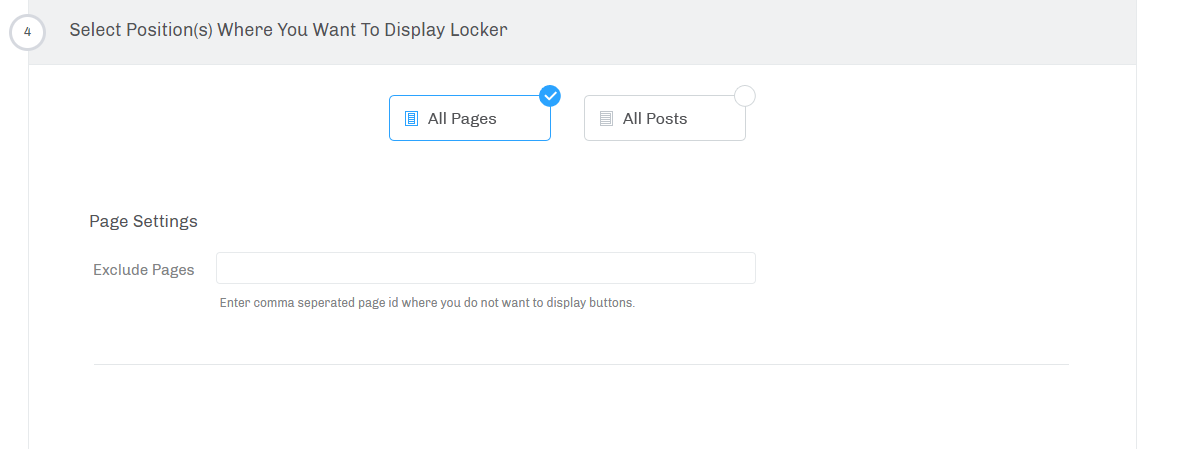 4
Select Position(s) Where You Want To Display Locker
All Pages
All Posts
Page Settings
Exclude Pages
Enter comma seperated page id where you do not want to display buttons.